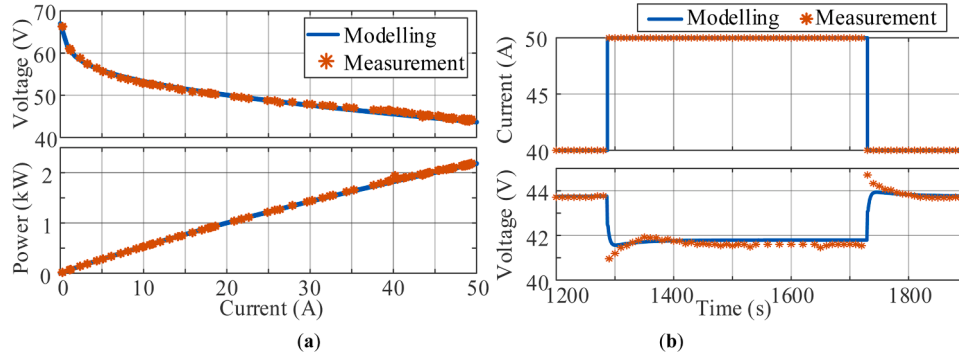 (a)
70
60
50
40
Voltage (V)
Modelling
Measurement
2
1
0
Power (kW)
0 10 20 30 40 50
Current (A)
(a)
(b)
Modelling Measurement
50
50
40
Current (A)
44
42
40
Voltage (V)
1200 1400 1600 1800
Time (s)
(b)